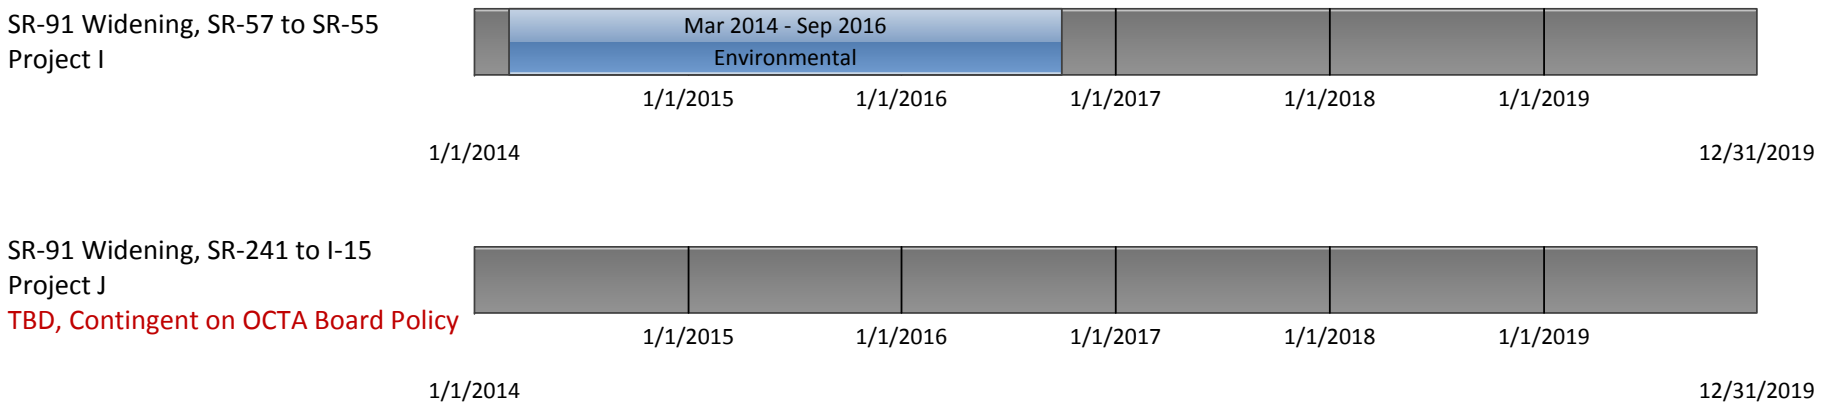 SR-91 Widening, SR-57 to SR-55
Project I
Mar 2014 - Sep 2016
Environmental
1/1/2015 1/1/2016 1/1/2017 1/1/2018 1/1/2019
1/1/2014 12/31/2019
SR-91 Widening, SR-241 to I-15
Project J
TBD, Contingent on OCTA Board Policy
1/1/2015 1/1/2016 1/1/2017 1/1/2018 1/1/2019
1/1/2014 12/31/2019